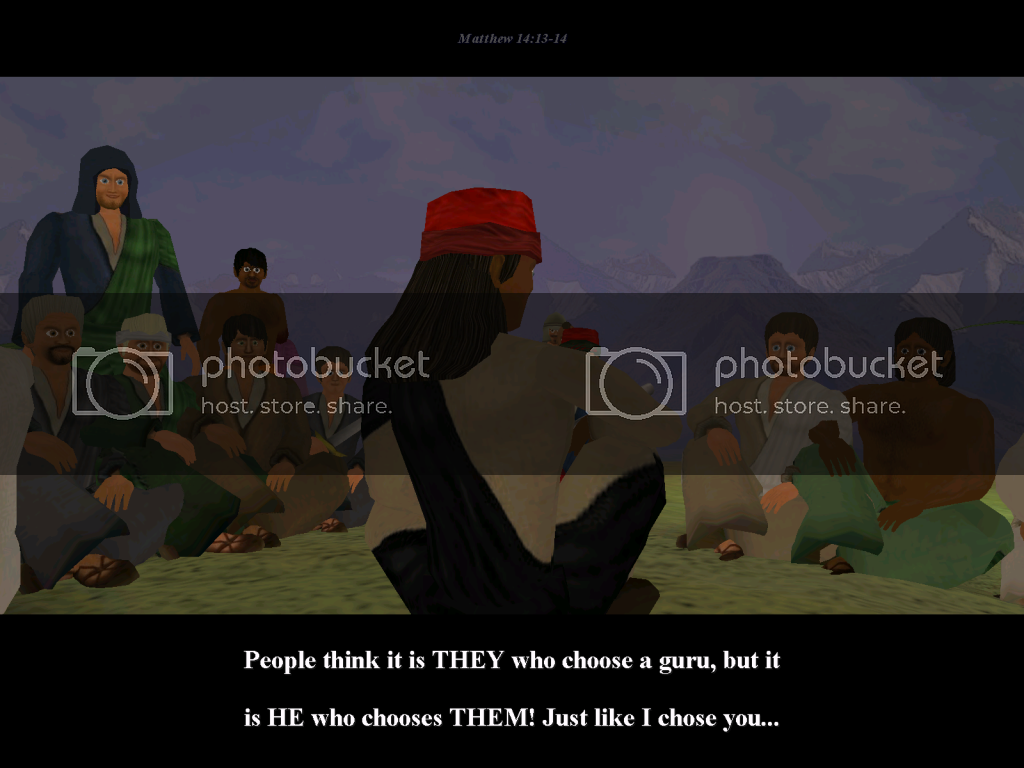 Matthew 14:13-14
photobucket photobucket
host. store. share. host. store. share.
People think it is THEY who choose a guru, but it
is HE who chooses THEM! Just like I chose you...